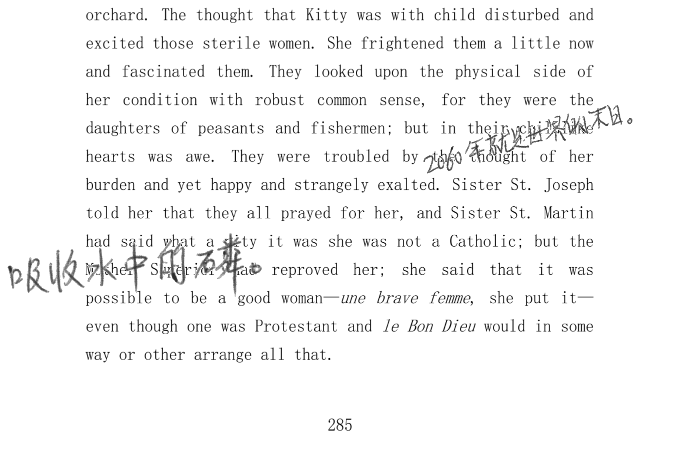 orchard. The thought that Kitty was with child disturbed and
excited those sterile women. She frightened them a little now
and fascinated them. They looked upon the physical side of
her condition with robust common sense, for they were the
daughters of peasants and fishermen; but in their childlike
2060年就是世界的末日。
hearts was awe. They were troubled by the thought of her
burden and yet happy and strangely exalted. Sister St. Joseph
told her that they all prayed for her, and Sister St. Martin
had said what a pity it was she was not a Catholic; but the
吸收水中的磷。
Mother Superior had reproved her; she said that it was
possible to be a good woman—une brave femme, she put it—
even though one was Protestant and le Bon Dieu would in some
way or other arrange all that.
285